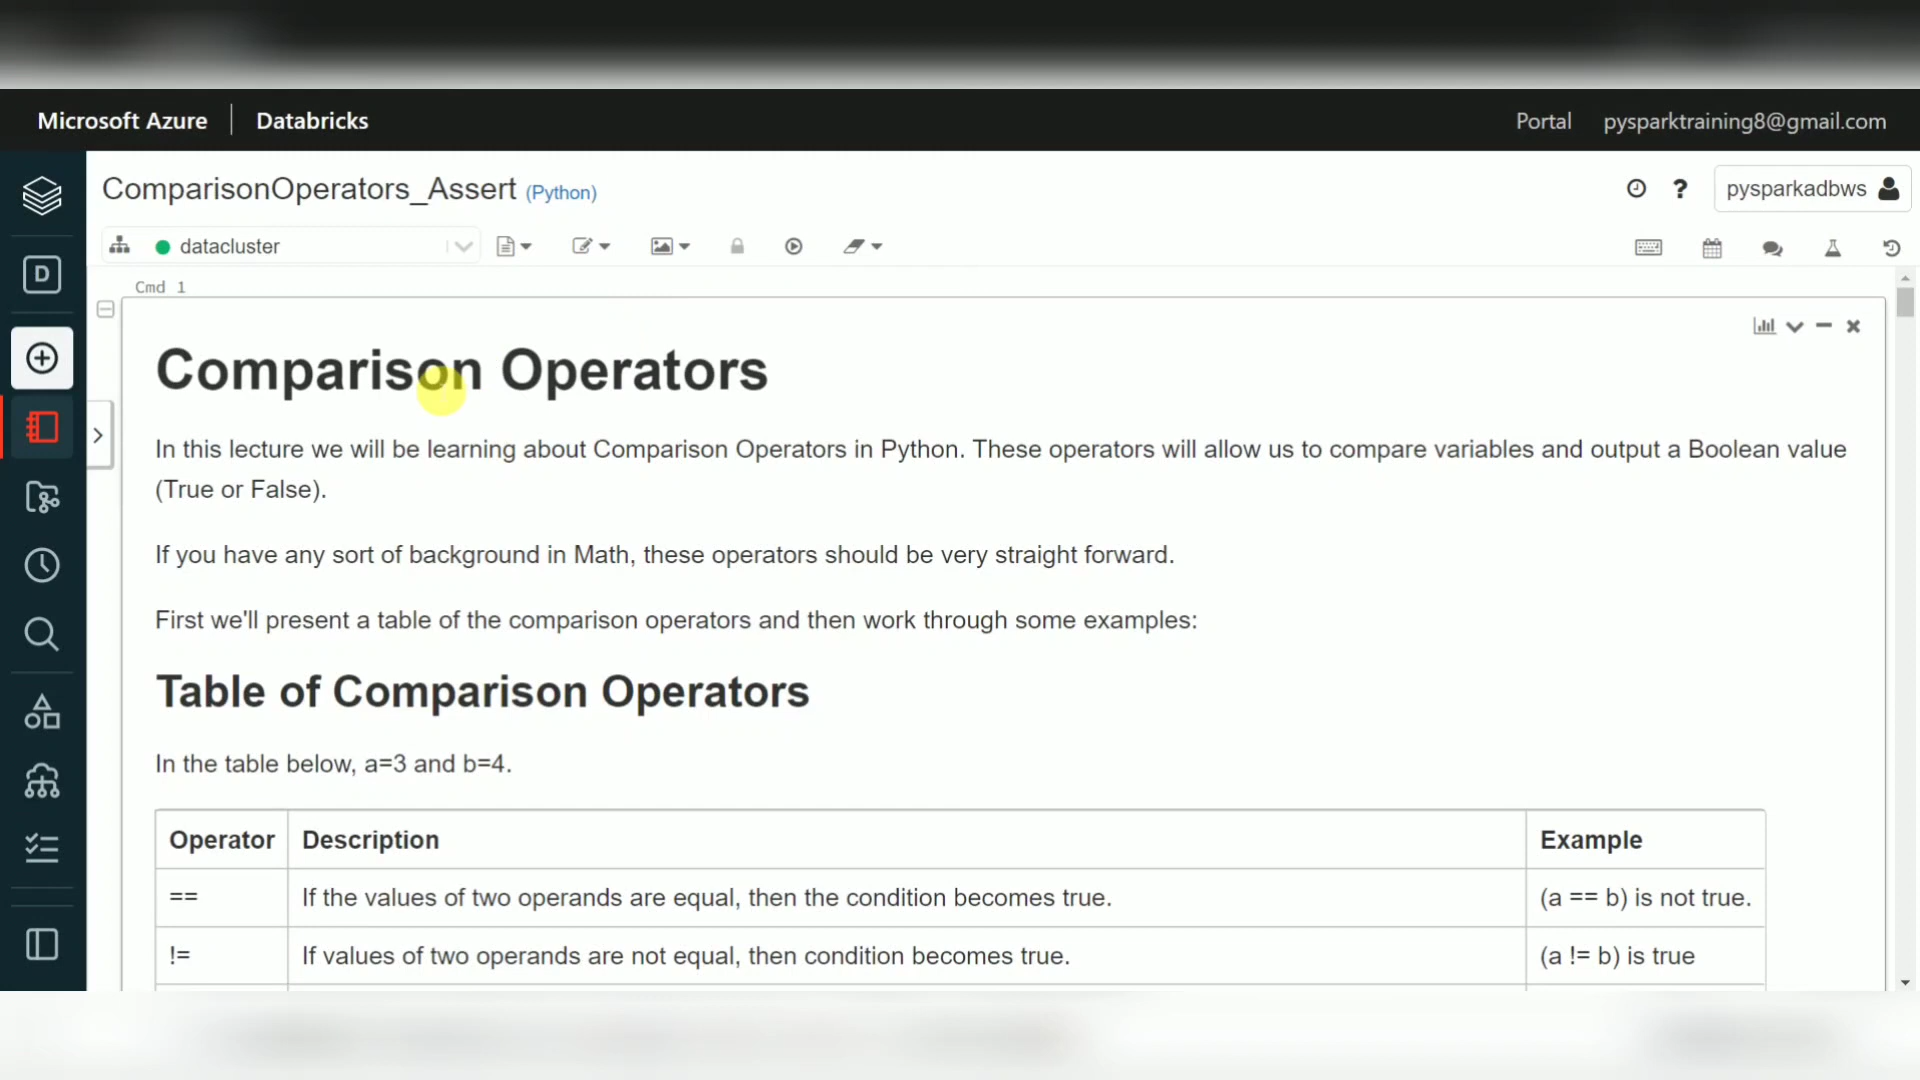 Microsoft Azure Databricks Portal pysparktraining8@gmail.com
ComparisonOperators_Assert (Python) ? pysparkadbws
datacluster
D
Cmd 1
Comparison Operators
In this lecture we will be learning about Comparison Operators in Python. These operators will allow us to compare variables and output a Boolean value
(True or False).
If you have any sort of background in Math, these operators should be very straight forward.
First we'll present a table of the comparison operators and then work through some examples:
Table of Comparison Operators
In the table below, a=3 and b=4.
Operator Description Example
== If the values of two operands are equal, then the condition becomes true. (a == b) is not true.
!= If values of two operands are not equal, then condition becomes true. (a != b) is true